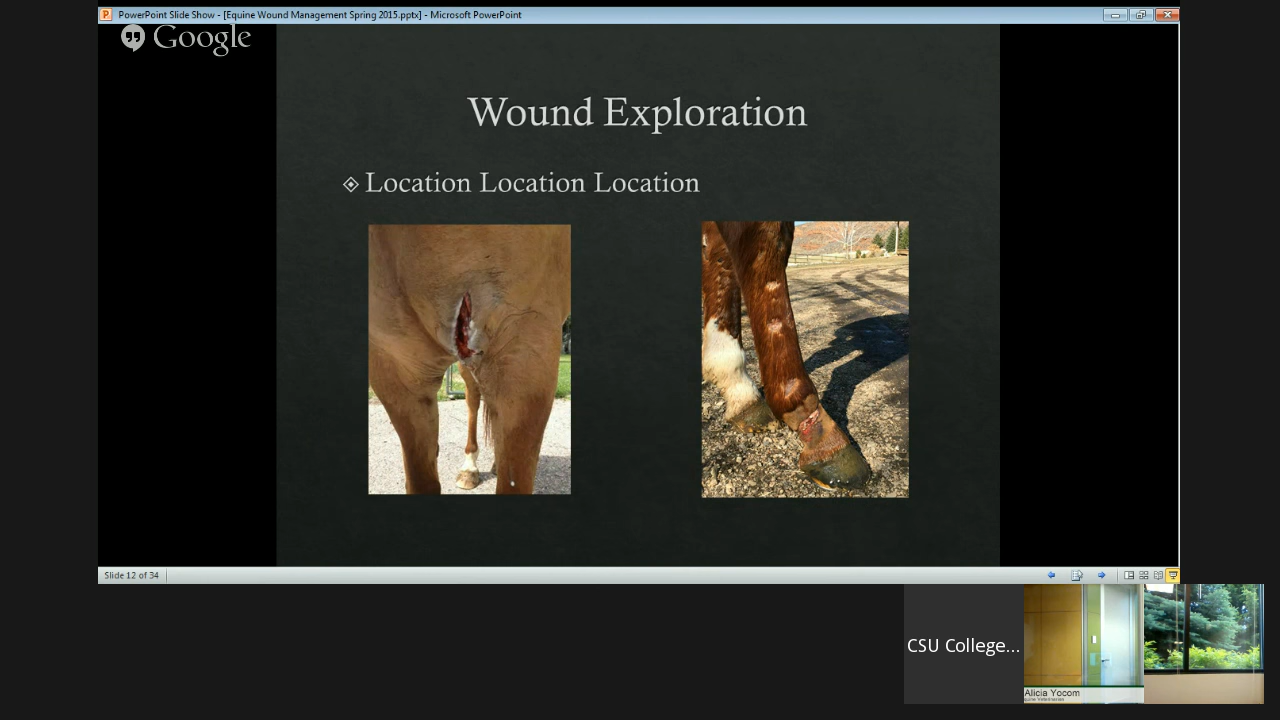 PowerPoint Slide Show - [Equine Wound Management Spring 2015.pptx] - Microsoft PowerPoint
Google
Wound Exploration
Location Location Location
Slide 12 of 34
CSU College...
Alicia Yocom